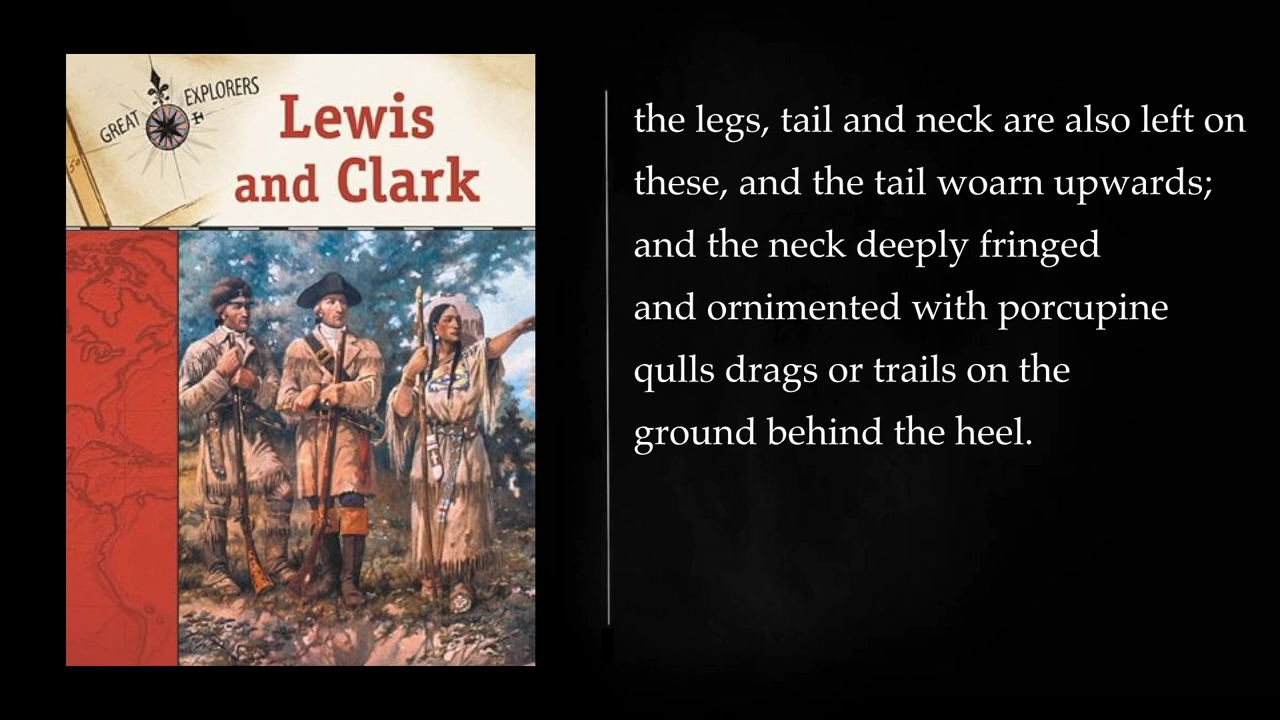 GREAT EXPLORERS
Lewis
and Clark
50
the legs, tail and neck are also left on
these, and the tail woarn upwards;
and the neck deeply fringed
and ornimented with porcupine
qulls drags or trails on the
ground behind the heel.